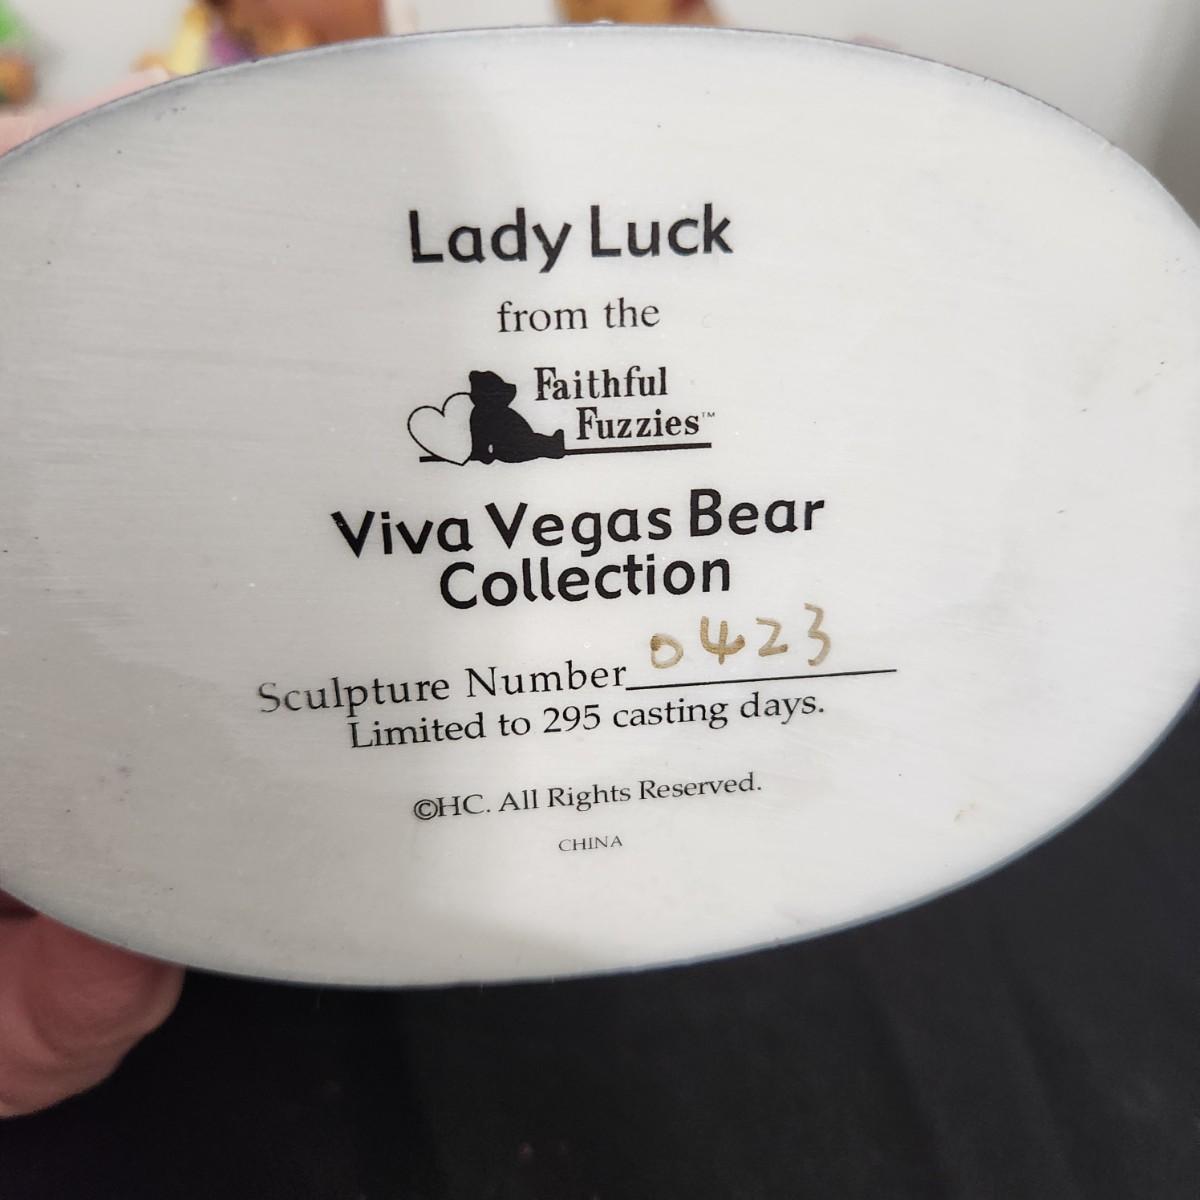 Lady Luck
from the
Faithful
Fuzzies™
Viva Vegas Bear
Collection
Sculpture Number 0423
Limited to 295 casting days.
©HC. All Rights Reserved.
CHINA